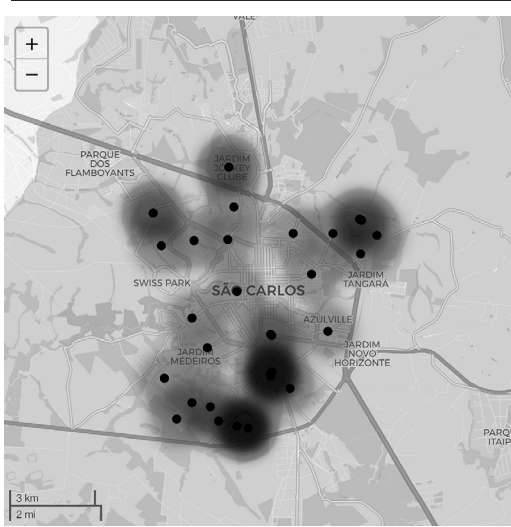 VALE
+
−
PARQUE
DOS
FLAMBOYANTS
JARDIM
JOCKEY
CLUBE
SWISS PARK
JARDIM
TANGARÁ
SÃO CARLOS
AZULVILLE
JARDIM
NOVO
HORIZONTE
JARDIM
MEDEIROS
PARQ
ITAIP
3 km
2 mi